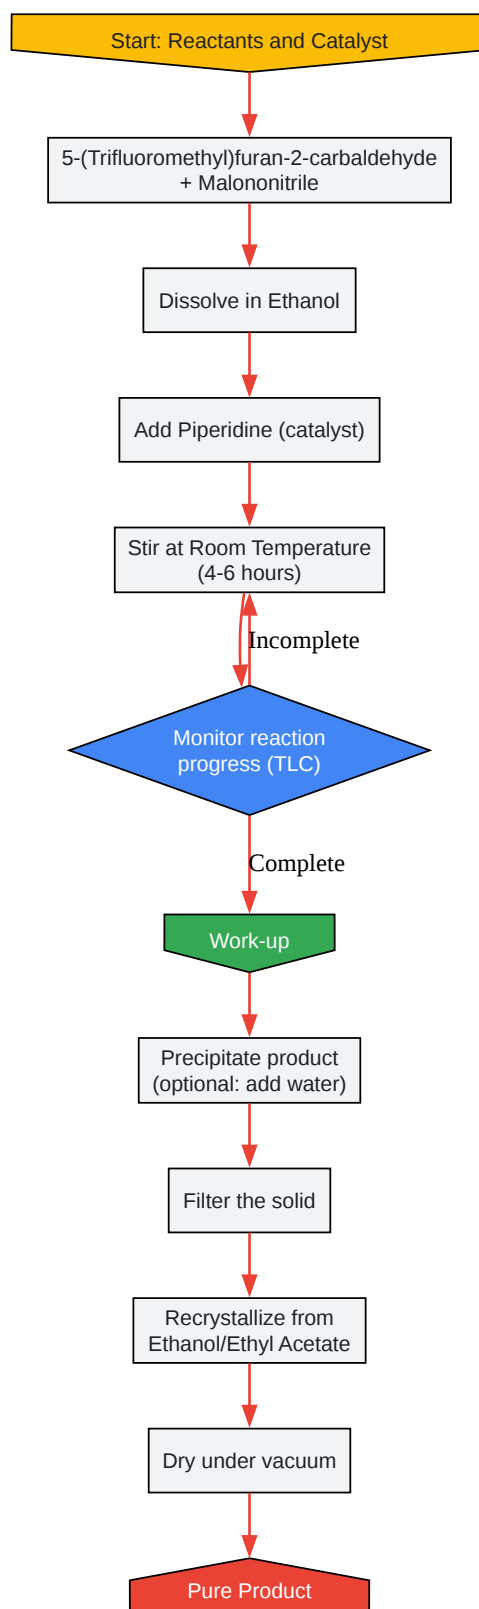 Start: Reactants and Catalyst
5-(Trifluoromethyl)furan-2-carbaldehyde
+ Malononitrile
Dissolve in Ethanol
Add Piperidine (catalyst)
Stir at Room Temperature
(4-6 hours)
Incomplete
Monitor reaction
progress (TLC)
Complete
Work-up
Precipitate product
(optional: add water)
Filter the solid
Recrystallize from
Ethanol/Ethyl Acetate
Dry under vacuum
Pure Product